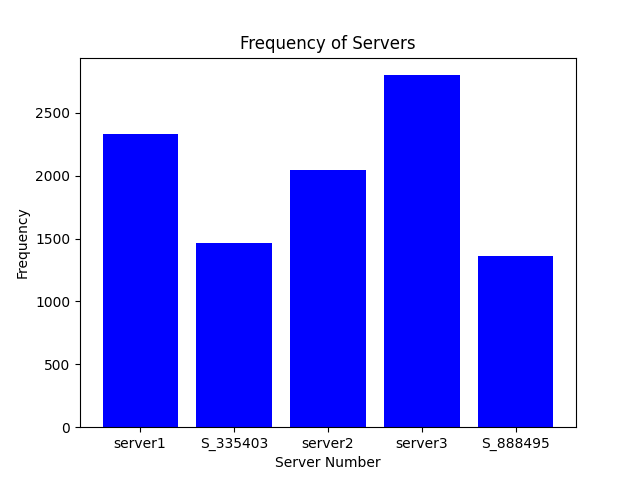 Frequency of Servers
Frequency
2500
2000
1500
1000
500
0
server1 S_335403 server2 server3 S_888495
Server Number